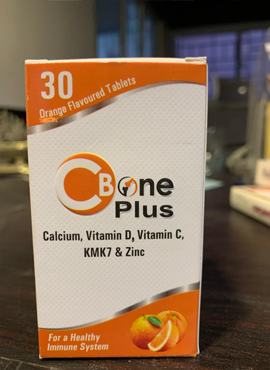 30
Orange Flavoured Tablets
CBone
Plus
Calcium, Vitamin D, Vitamin C,
KMK7 & Zinc
For a Healthy
Immune System